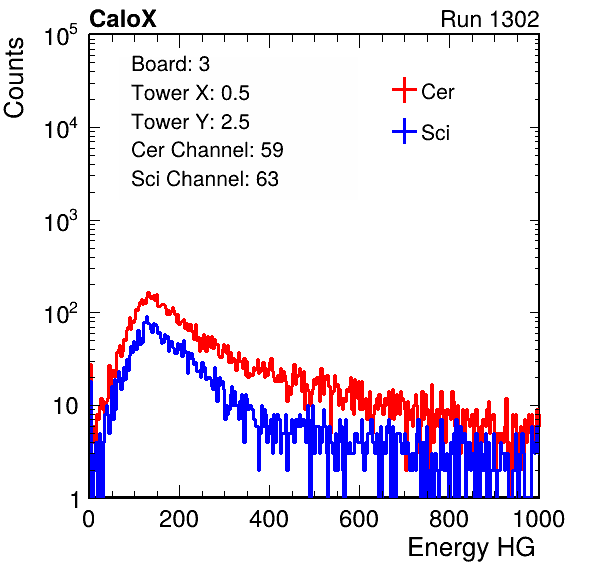 CaloX Run 1302
Counts
10^5
10^4
10^3
10^2
10
1
Board: 3
Tower X: 0.5
Tower Y: 2.5
Cer Channel: 59
Sci Channel: 63
Cer
Sci
0 200 400 600 800 1000
Energy HG